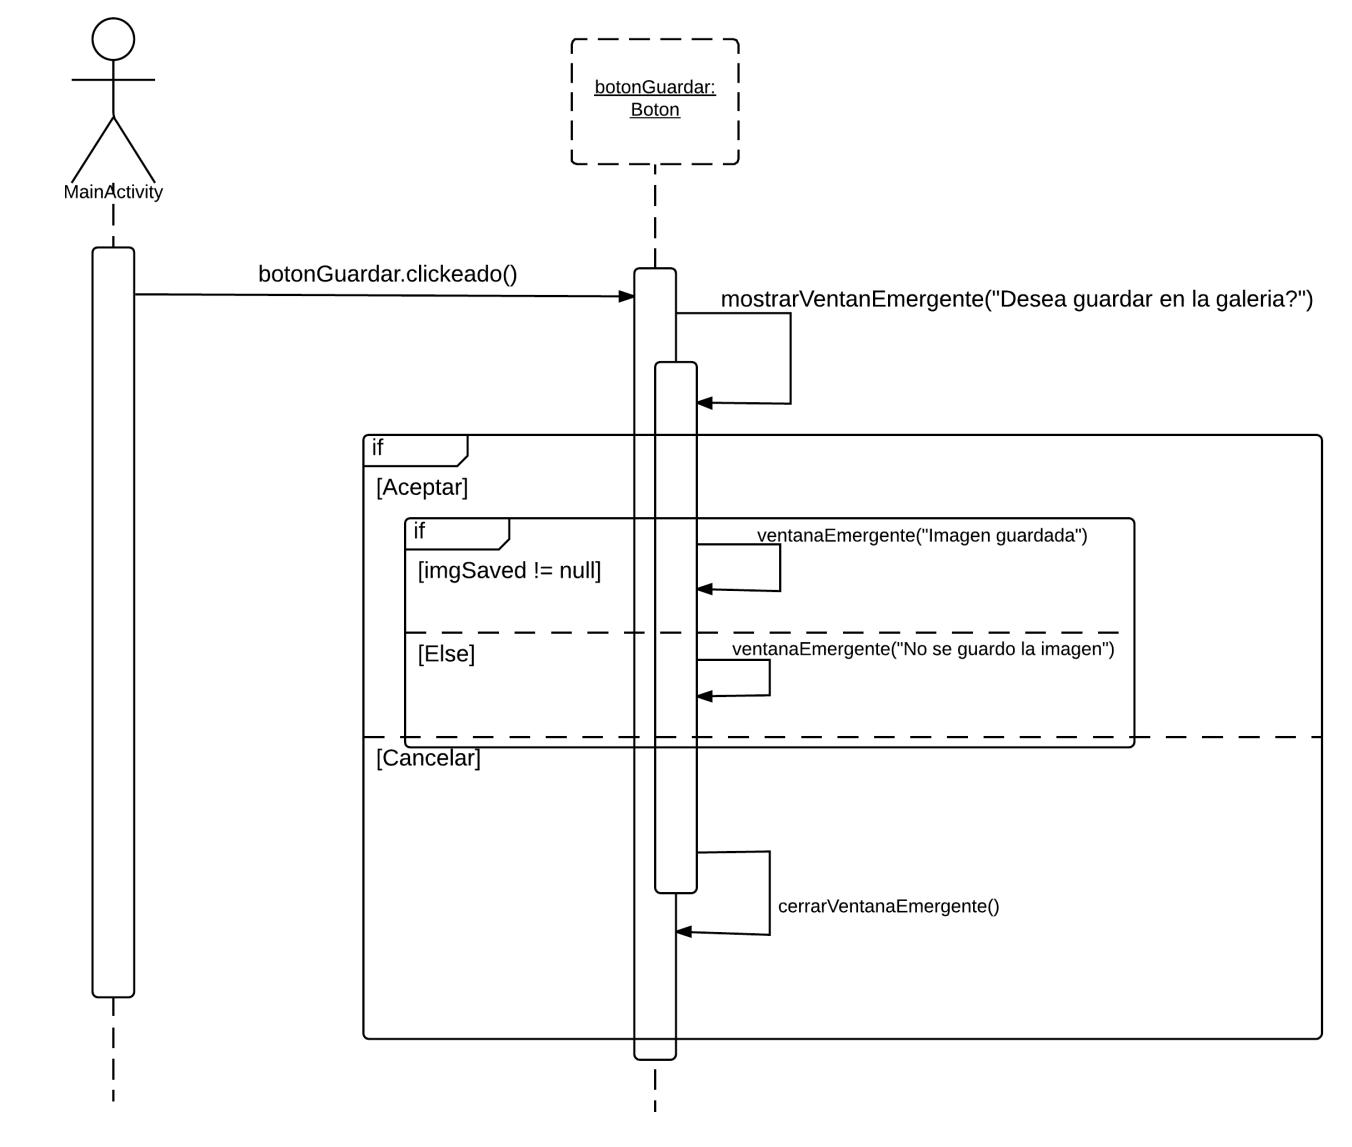 botonGuardar:
Boton
MainActivity
botonGuardar.clickeado()
mostrarVentanEmergente("Desea guardar en la galeria?")
if
[Aceptar]
if
ventanaEmergente("Imagen guardada")
[imgSaved != null]
ventanaEmergente("No se guardo la imagen")
[Else]
[Cancelar]
cerrarVentanaEmergente()